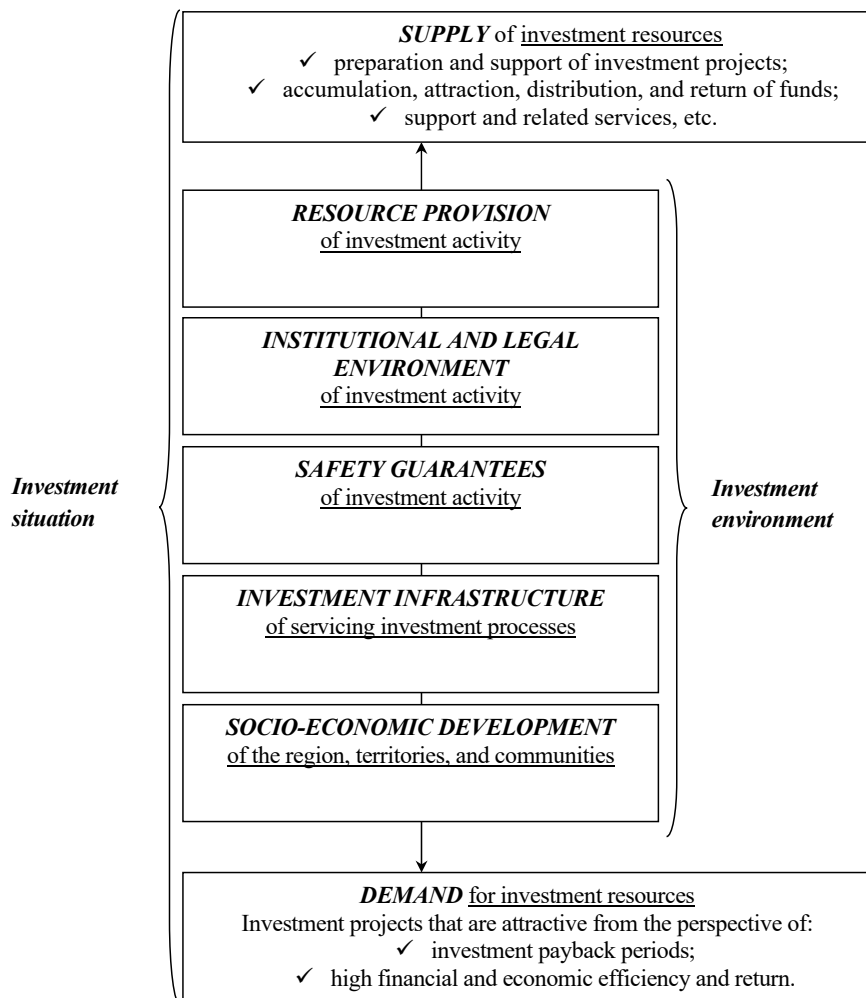 SUPPLY of investment resources
✓ preparation and support of investment projects;
✓ accumulation, attraction, distribution, and return of funds;
✓ support and related services, etc.
RESOURCE PROVISION
of investment activity
INSTITUTIONAL AND LEGAL
ENVIRONMENT
of investment activity
SAFETY GUARANTEES
of investment activity
Investment
situation
Investment
environment
INVESTMENT INFRASTRUCTURE
of servicing investment processes
SOCIO-ECONOMIC DEVELOPMENT
of the region, territories, and communities
DEMAND for investment resources
Investment projects that are attractive from the perspective of:
✓ investment payback periods;
✓ high financial and economic efficiency and return.